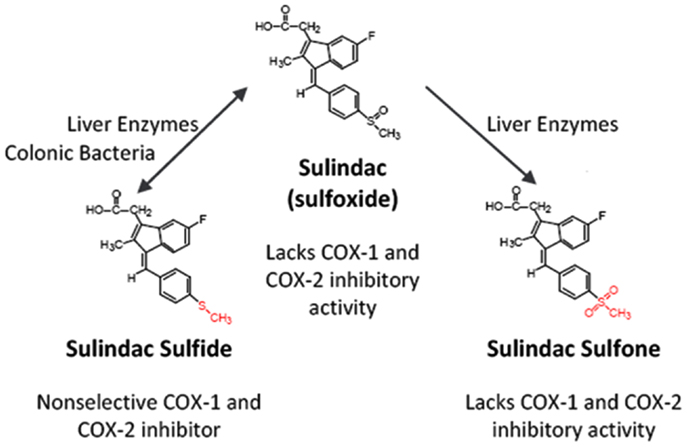 HO-C-CH2
O
F
H3C
H
S
O
CH3
Liver Enzymes
Colonic Bacteria
Liver Enzymes
Sulindac
(sulfoxide)
Lacks COX-1 and
COX-2 inhibitory
activity
O
HO-C-CH2
F
H3C
H
S
CH3
Sulindac Sulfide
Nonselective COX-1 and
COX-2 inhibitor
O
HO-C-CH2
F
H3C
H
O
S
O
CH3
Sulindac Sulfone
Lacks COX-1 and COX-2
inhibitory activity